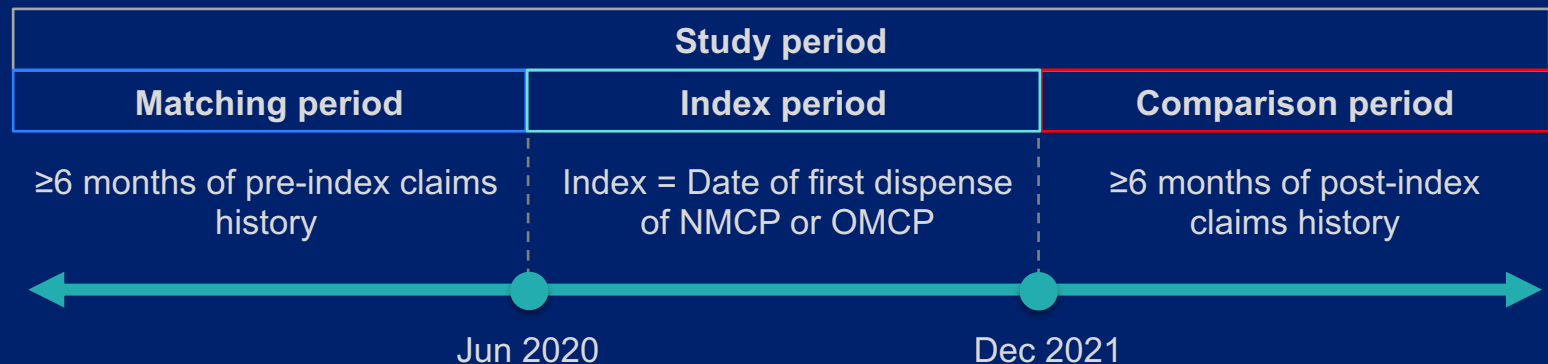 Study period
Matching period
Index period
Comparison period
≥6 months of pre-index claims
history
Index = Date of first dispense
of NMCP or OMCP
≥6 months of post-index
claims history
Jun 2020
Dec 2021